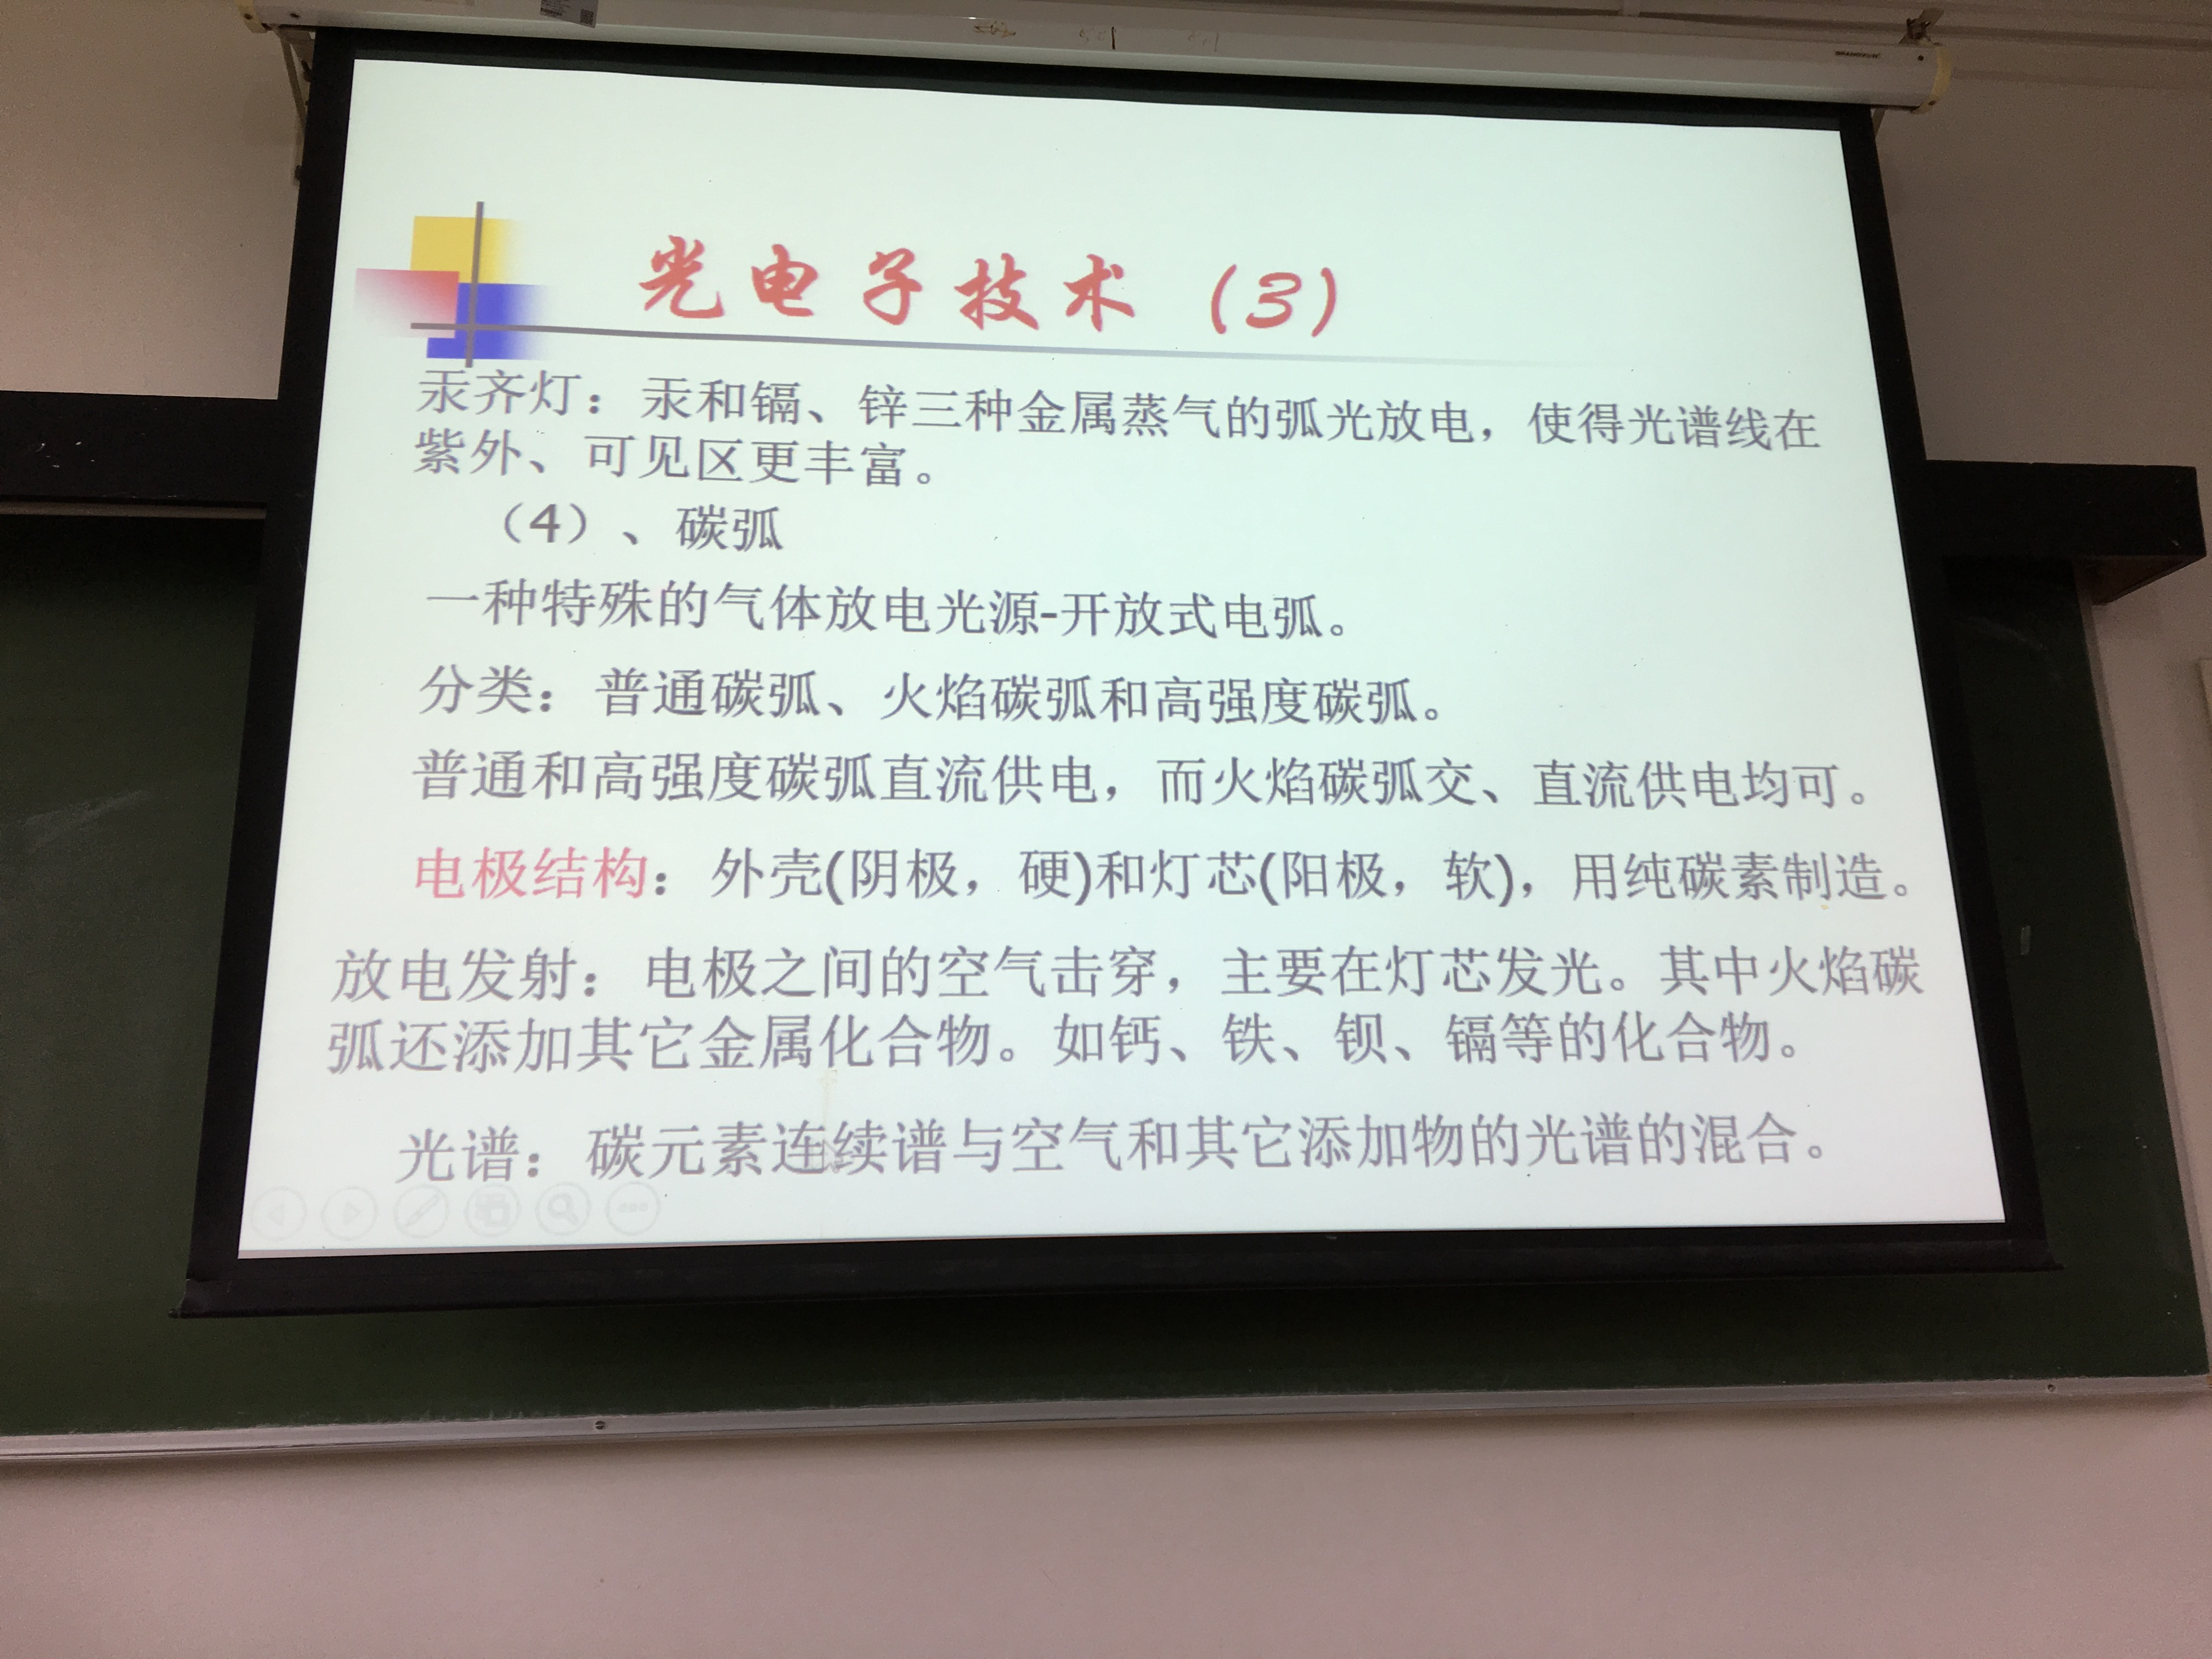 光电子技术（3）
汞齐灯：汞和镉、锌三种金属蒸气的弧光放电，使得光谱线在
紫外、可见区更丰富。
（4）、碳弧
一种特殊的气体放电光源-开放式电弧。
分类：普通碳弧、火焰碳弧和高强度碳弧。
普通和高强度碳弧直流供电，而火焰碳弧交、直流供电均可。
电极结构：外壳(阴极，硬)和灯芯(阳极，软)，用纯碳素制造。
放电发射：电极之间的空气击穿，主要在灯芯发光。其中火焰碳
弧还添加其它金属化合物。如钙、铁、钡、镉等的化合物。
光谱：碳元素连续谱与空气和其它添加物的光谱的混合。